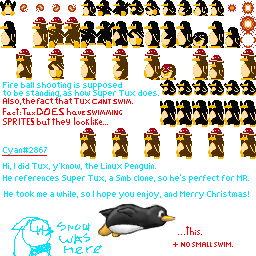 Fire ball shooting is supposed
to be standing, as how Super Tux does.
Also, the fact that TUX CANT SWIM.
Fact: Tux DOES have SWIMMING
SPRITES but they look like...
Cyan#2867
Hi, I did Tux, y'know, the Linux Penguin.
He references Super Tux, a Smb clone, so he's perfect for MR.
He took me a while, so I hope you enjoy, and Merry Christmas!
SNOW
WAS
Here
...This.
+ NO SMALL SWIM.